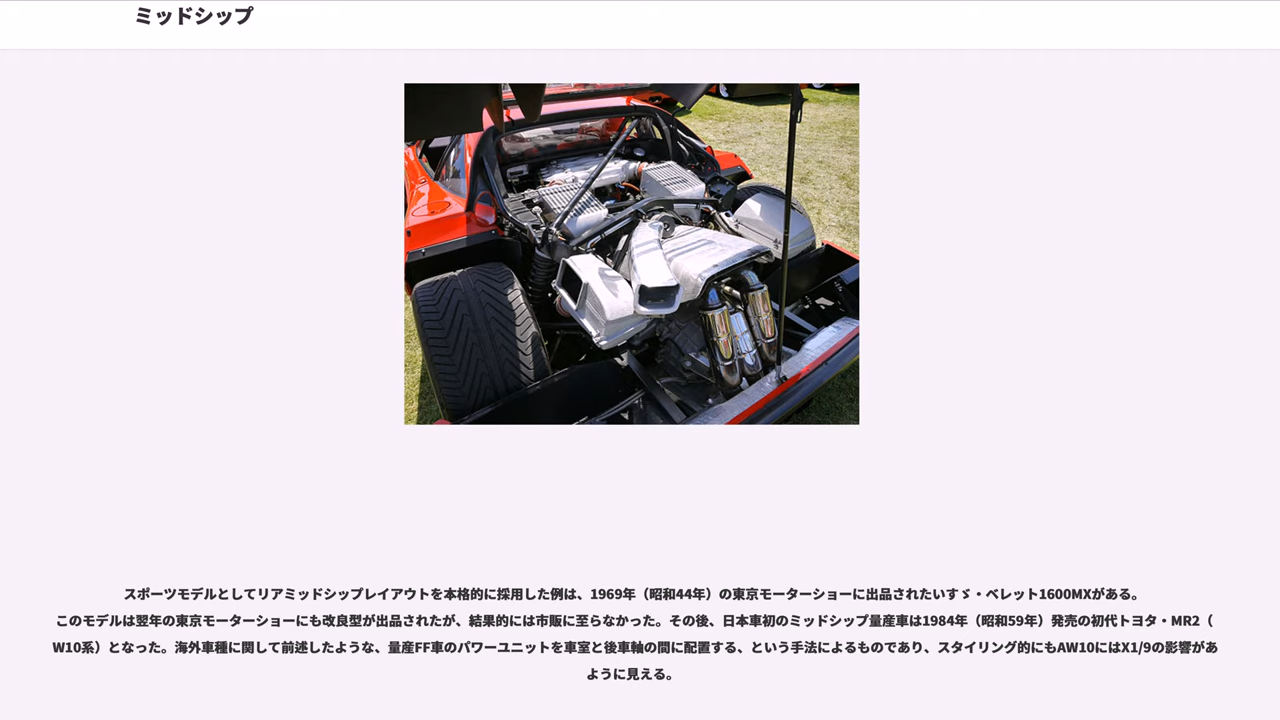 ミッドシップ
スポーツモデルとしてリアミッドシップレイアウトを本格的に採用した例は、1969年（昭和44年）の東京モーターショーに出品されたいすゞ・ベレット1600MXがある。
このモデルは翌年の東京モーターショーにも改良型が出品されたが、結果的には市販に至らなかった。その後、日本車初のミッドシップ量産車は1984年（昭和59年）発売の初代トヨタ・MR2（
W10系）となった。海外車種に関して前述したような、量産FF車のパワーユニットを車室と後車軸の間に配置する、という手法によるものであり、スタイリング的にもAW10にはX1/9の影響があ
ように見える。